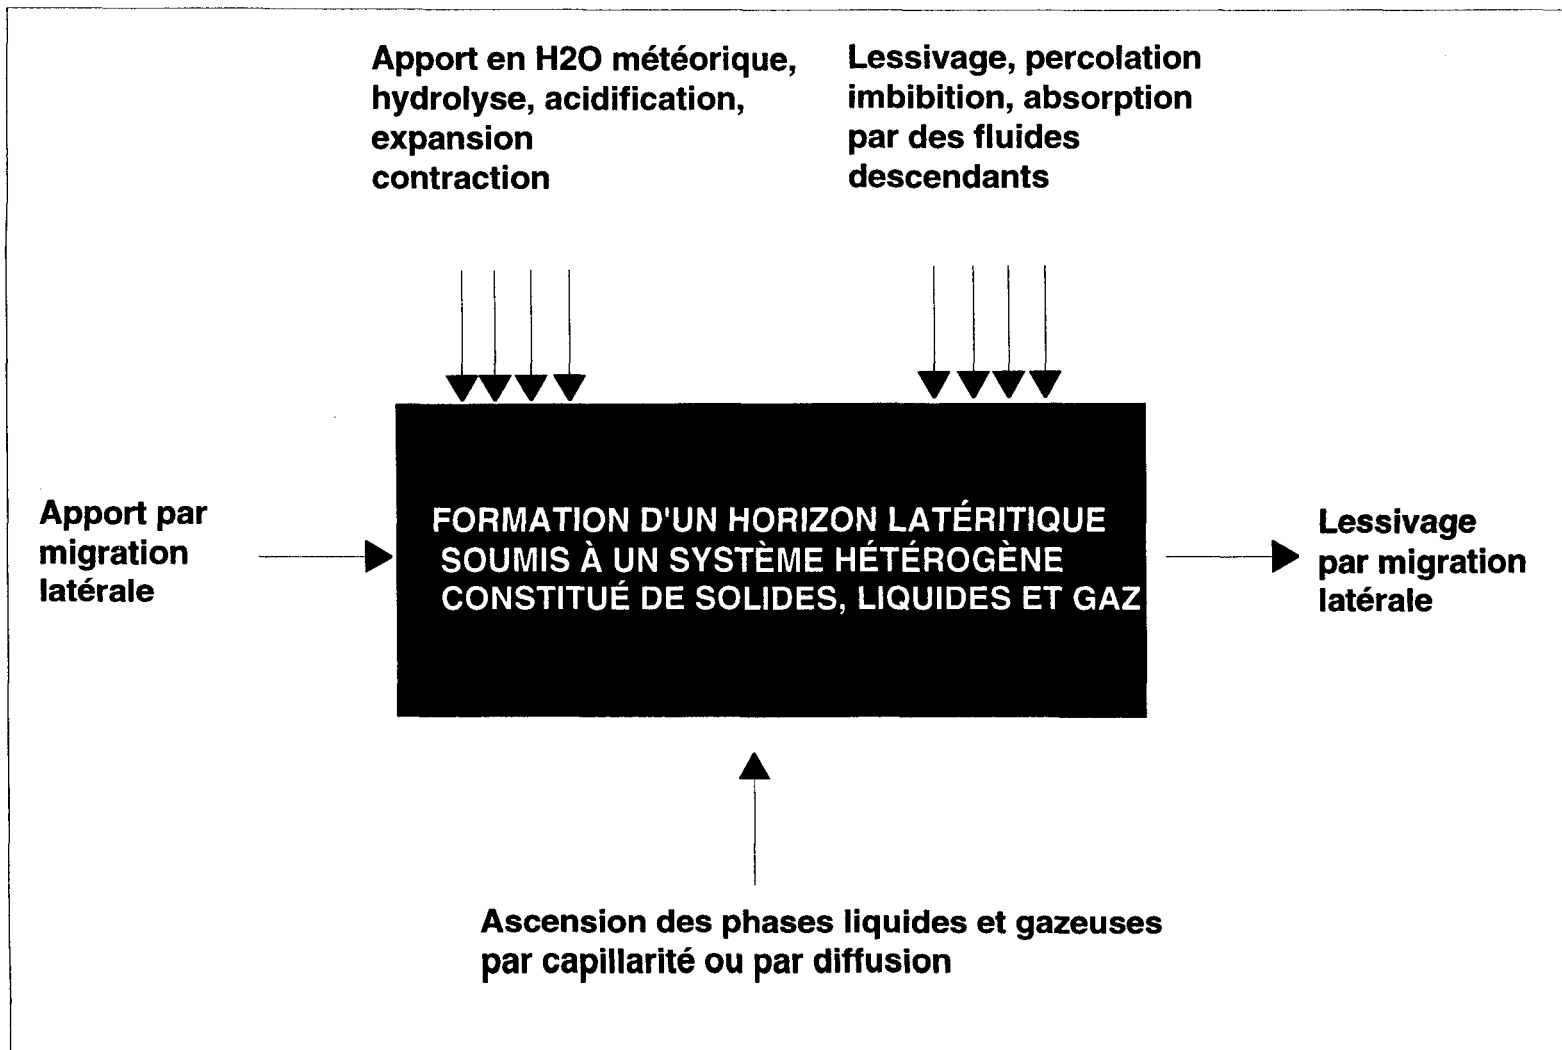 Apport en H2O météorique,
hydrolyse, acidification,
expansion
contraction
Lessivage, percolation
imbibition, absorption
par des fluides
descendants
Apport par
migration
latérale
FORMATION D'UN HORIZON LATÉRITIQUE
SOUMIS À UN SYSTÈME HÉTÉROGÈNE
CONSTITUÉ DE SOLIDES, LIQUIDES ET GAZ
Lessivage
par migration
latérale
Ascension des phases liquides et gazeuses
par capillarité ou par diffusion